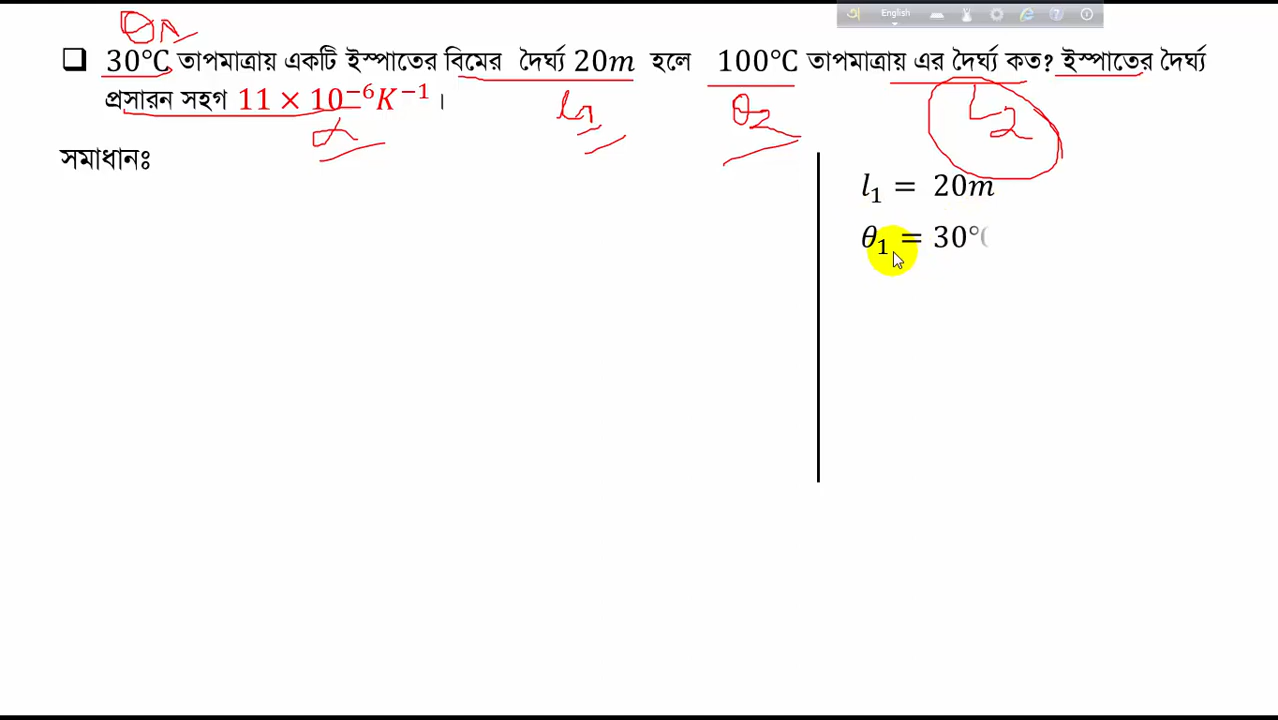 English
θ1
❑ 30°C তাপমাত্রায় একটি ইস্পাতের বিমের দৈর্ঘ্য 20m হলে 100°C তাপমাত্রায় এর দৈর্ঘ্য কত? ইস্পাতের দৈর্ঘ্য
প্রসারন সহগ 11 × 10⁻⁶K⁻¹ ।
α l₁ θ₂ L₂
সমাধানঃ
l₁ = 20m
θ₁ = 30°